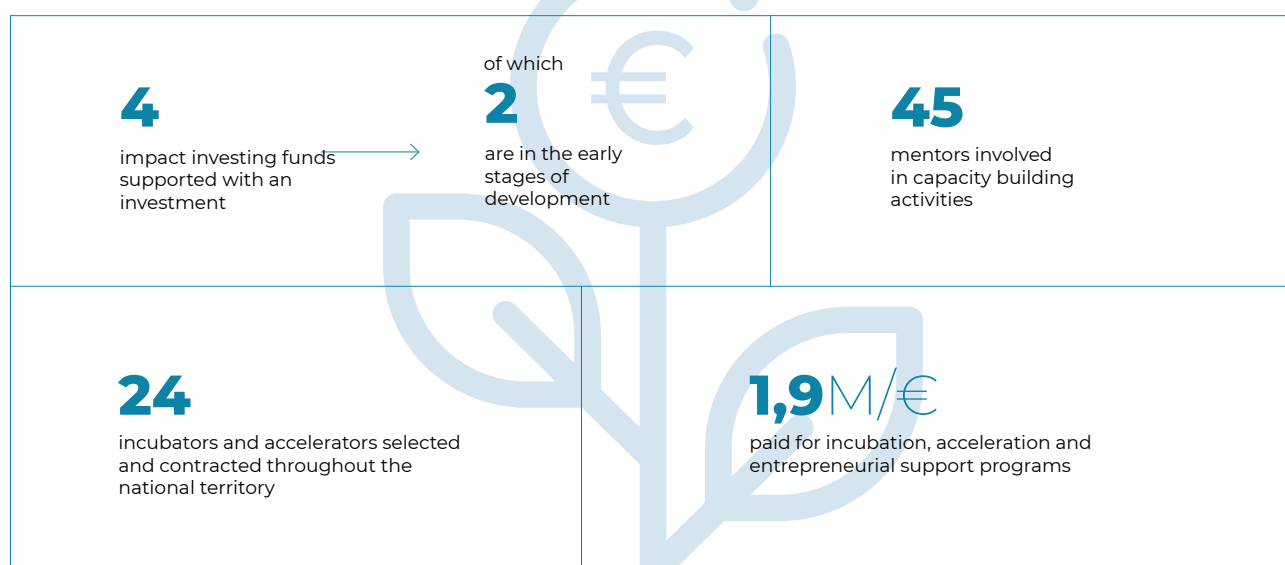 4
impact investing funds
supported with an
investment
of which
2
are in the early
stages of
development
45
mentors involved
in capacity building
activities
24
incubators and accelerators selected
and contracted throughout the
national territory
1,9M/€
paid for incubation, acceleration and
entrepreneurial support programs
€